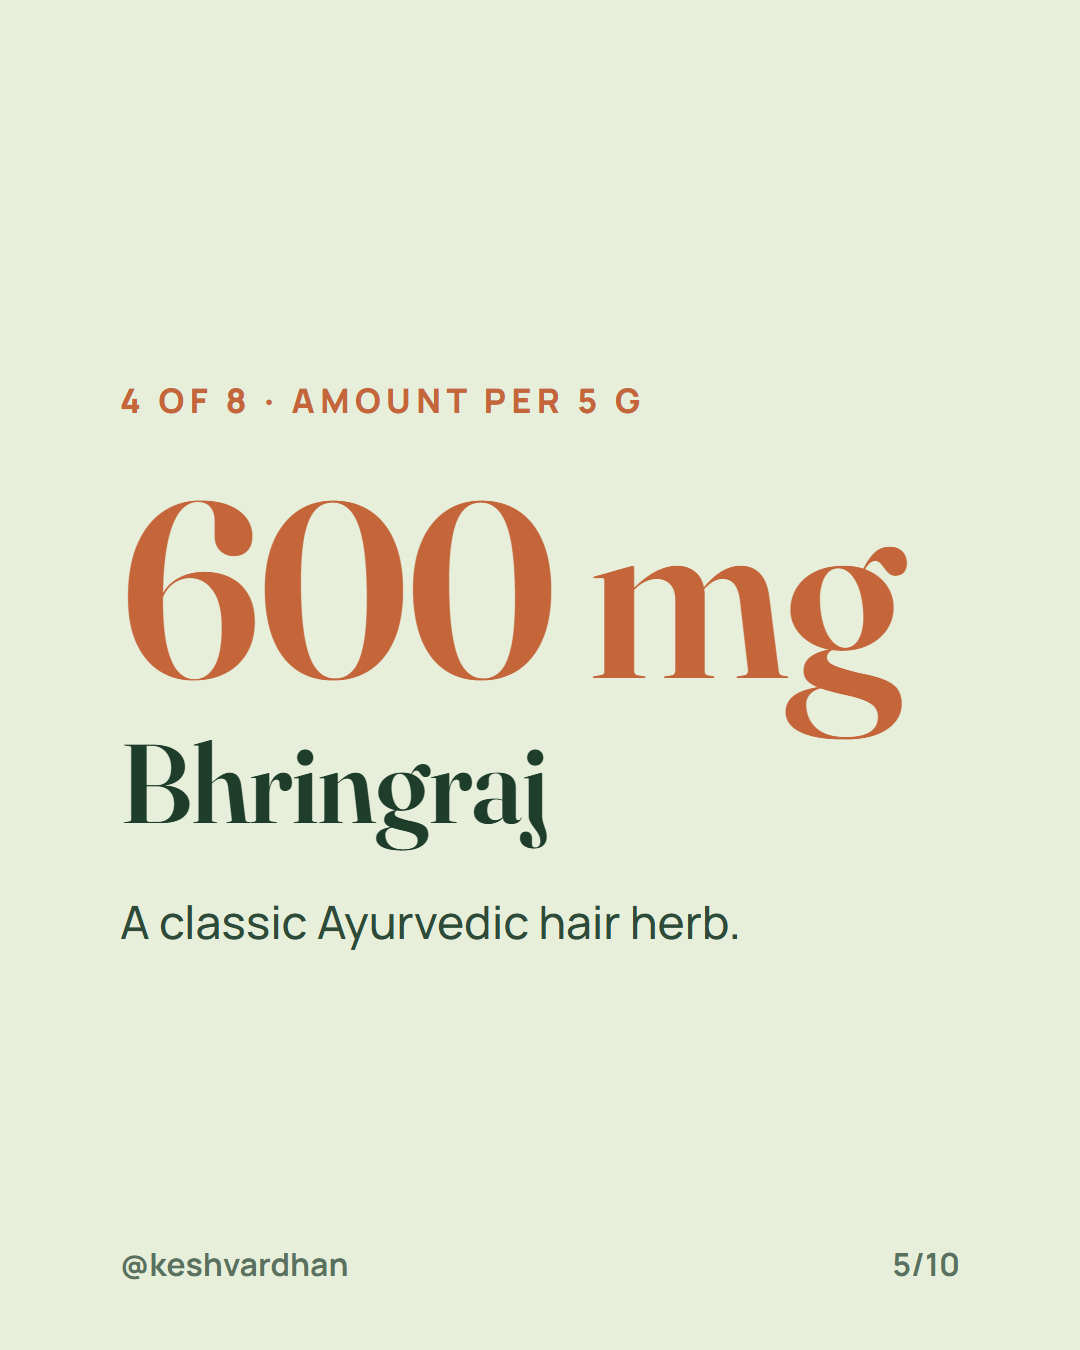 4 OF 8 · AMOUNT PER 5 G
600 mg
Bhringraj
A classic Ayurvedic hair herb.
@keshvardhan
5/10